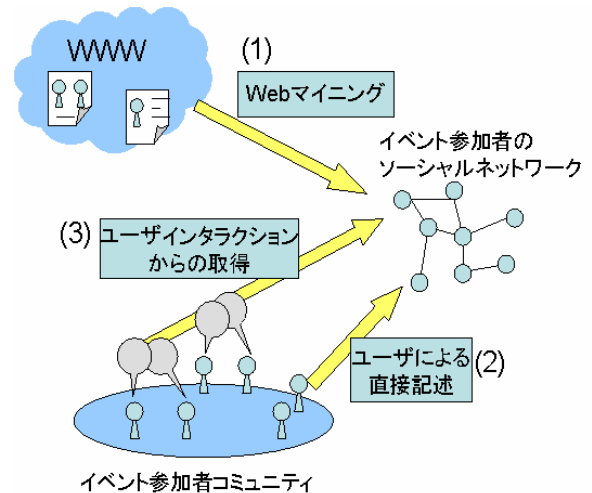 WWW
(1)
Webマイニング
イベント参加者の
ソーシャルネットワーク
(3)
ユーザインタラクション
からの取得
ユーザによる
直接記述
(2)
イベント参加者コミュニティ